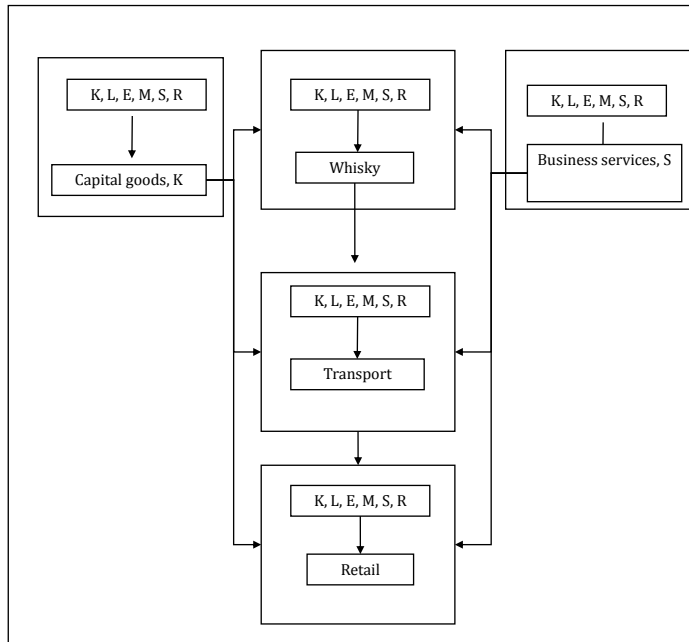 K, L, E, M, S, R
Capital goods, K
K, L, E, M, S, R
Whisky
K, L, E, M, S, R
Business services, S
K, L, E, M, S, R
Transport
K, L, E, M, S, R
Retail